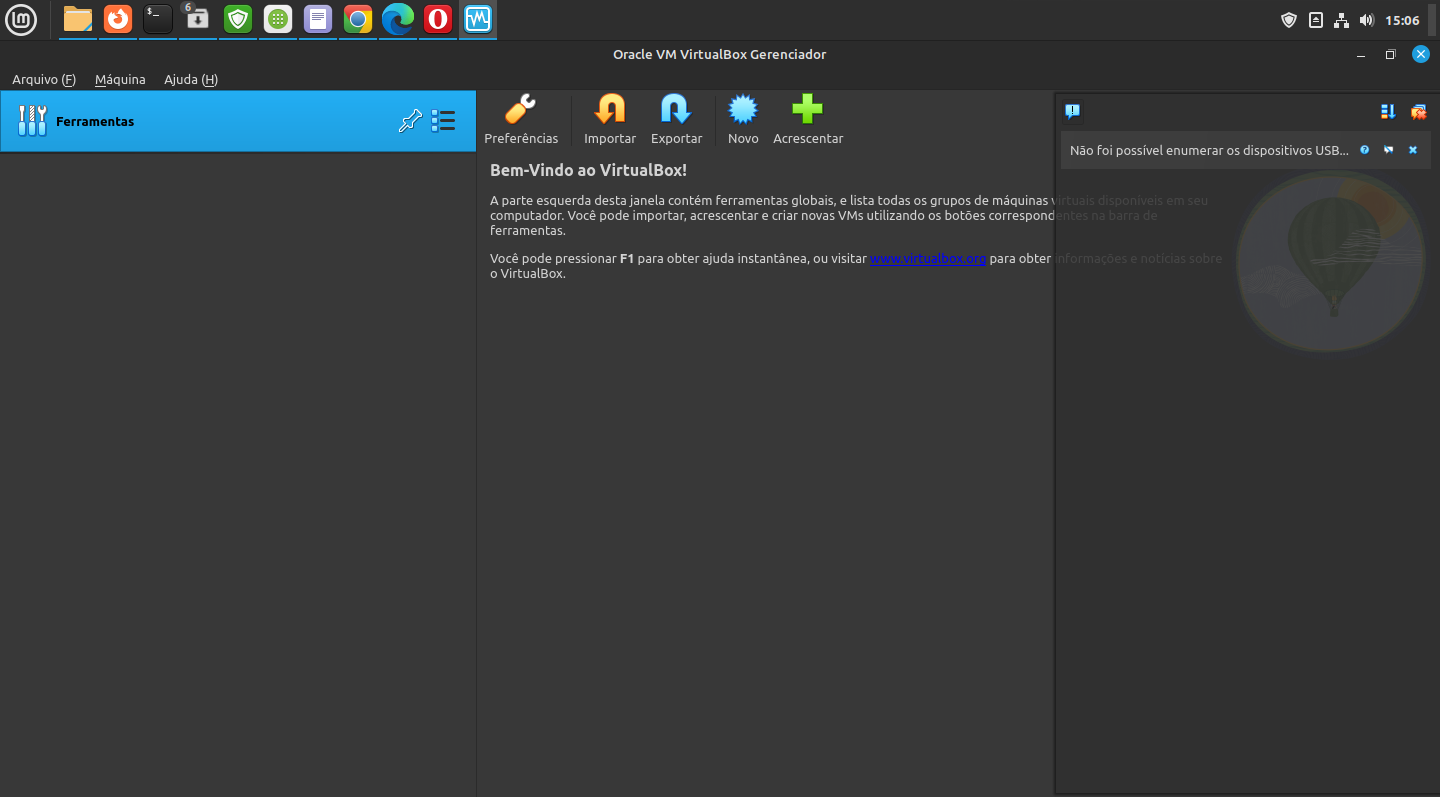 $_
6
15:06
Oracle VM VirtualBox Gerenciador
Arquivo (F) Máquina Ajuda (H)
Ferramentas
Preferências Importar Exportar Novo Acrescentar
Não foi possível enumerar os dispositivos USB...
Bem-Vindo ao VirtualBox!
A parte esquerda desta janela contém ferramentas globais, e lista todas os grupos de máquinas virtuais disponíveis em seu
computador. Você pode importar, acrescentar e criar novas VMs utilizando os botões correspondentes na barra de
ferramentas.
Você pode pressionar F1 para obter ajuda instantânea, ou visitar www.virtualbox.org para obter informações e notícias sobre
o VirtualBox.